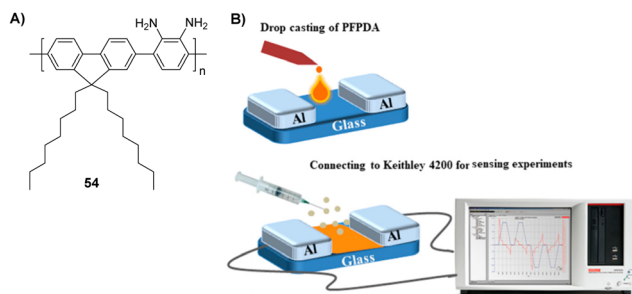 A)
H₂N NH₂
n
54
B)
Drop casting of PFPDA
Al
Al
Glass
Connecting to Keithley 4200 for sensing experiments
Al
Al
Glass